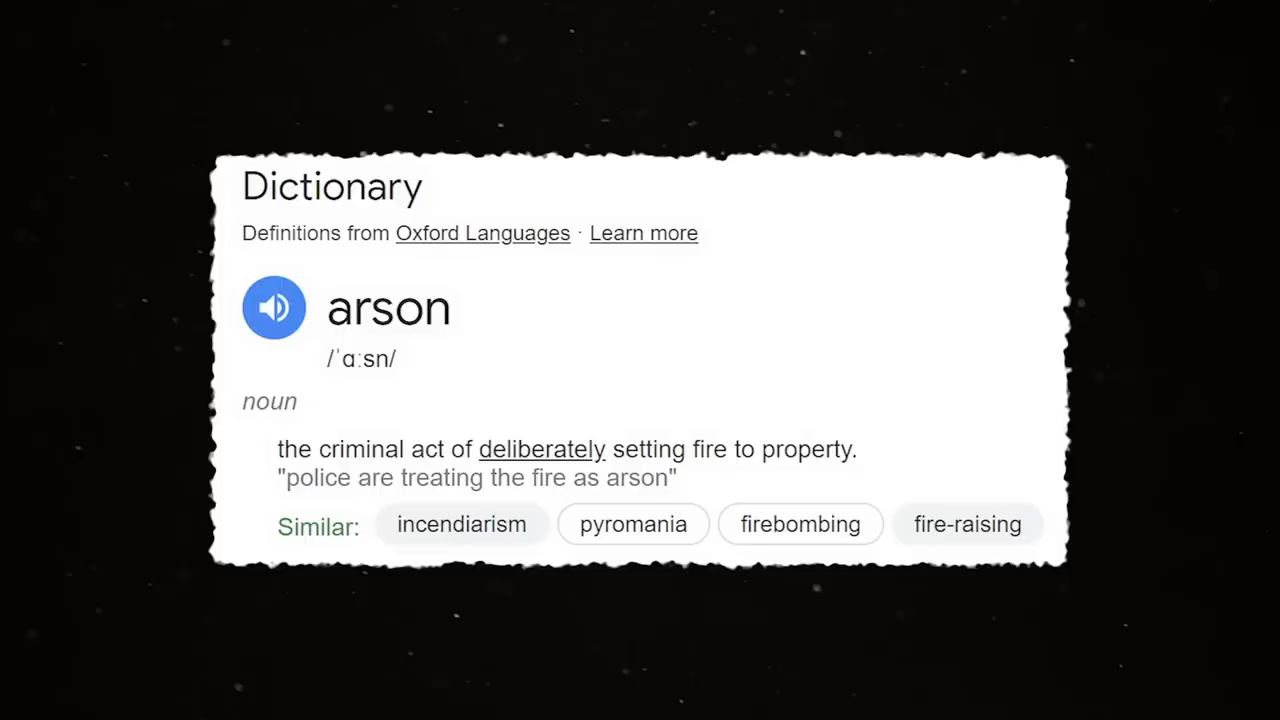 Dictionary
Definitions from Oxford Languages · Learn more
arson
/ˈɑːsn/
noun
the criminal act of deliberately setting fire to property.
"police are treating the fire as arson"
Similar: incendiarism pyromania firebombing fire-raising